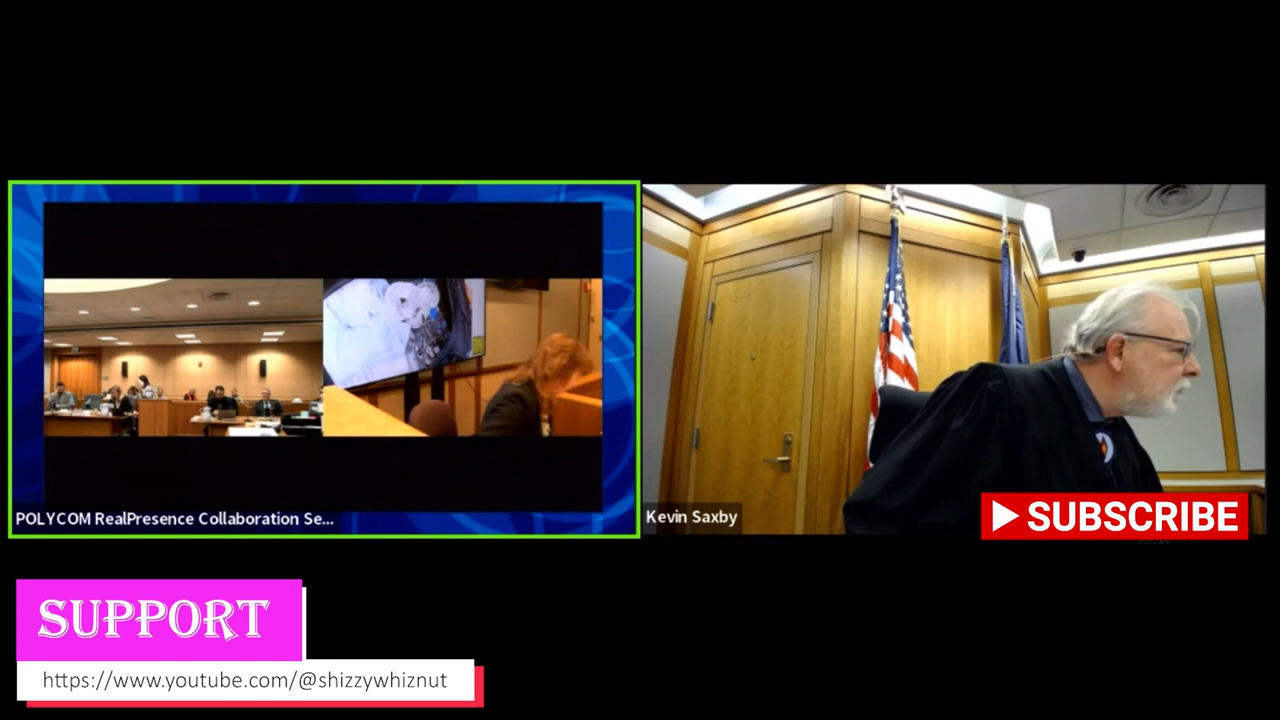 POLYCOM RealPresence Collaboration Se...
Kevin Saxby
SUBSCRIBE
SUPPORT
https://www.youtube.com/@shizzywhiznut